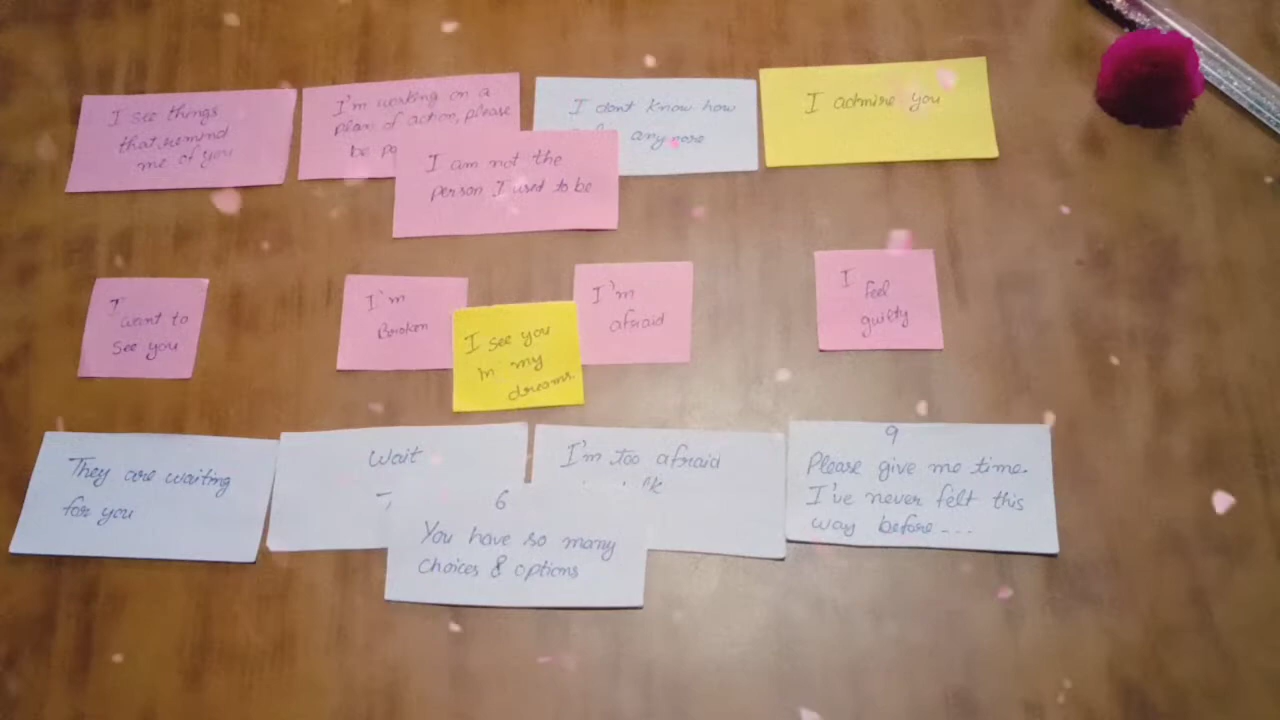 I see things
that remind
me of you
I'm working on a
plan of action, please
be
I am not the
person I used to be
I dont know how
anymore
I admire you
I
want to
see you
I'm
Broken
I see you
in my
dreams.
I'm
afraid
I
feel
guilty
They are waiting
for you
Wait
6
You have so many
choices & options
I'm too afraid
9
Please give me time.
I've never felt this
way before---